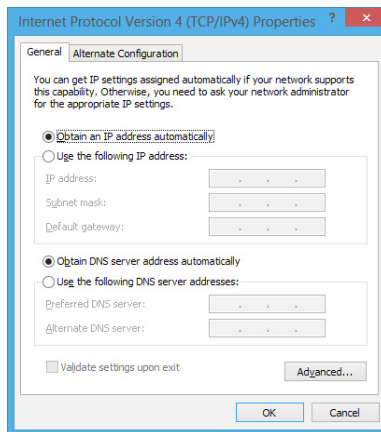 Internet Protocol Version 4 (TCP/IPv4) Properties ? x
General Alternate Configuration
You can get IP settings assigned automatically if your network supports
this capability. Otherwise, you need to ask your network administrator
for the appropriate IP settings.
Obtain an IP address automatically
Use the following IP address:
IP address:
Subnet mask:
Default gateway:
Obtain DNS server address automatically
Use the following DNS server addresses:
Preferred DNS server:
Alternate DNS server:
Validate settings upon exit
Advanced...
OK Cancel